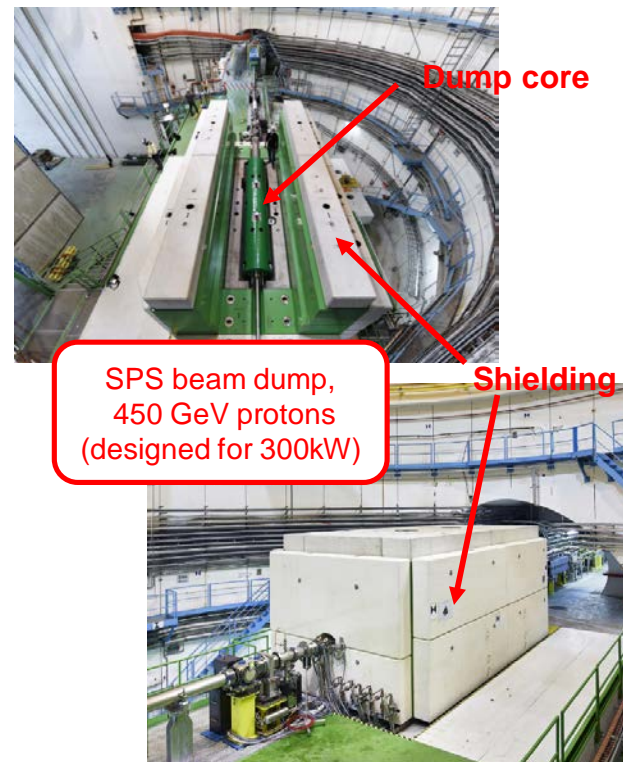 Dump core
SPS beam dump,
450 GeV protons
(designed for 300kW)
Shielding